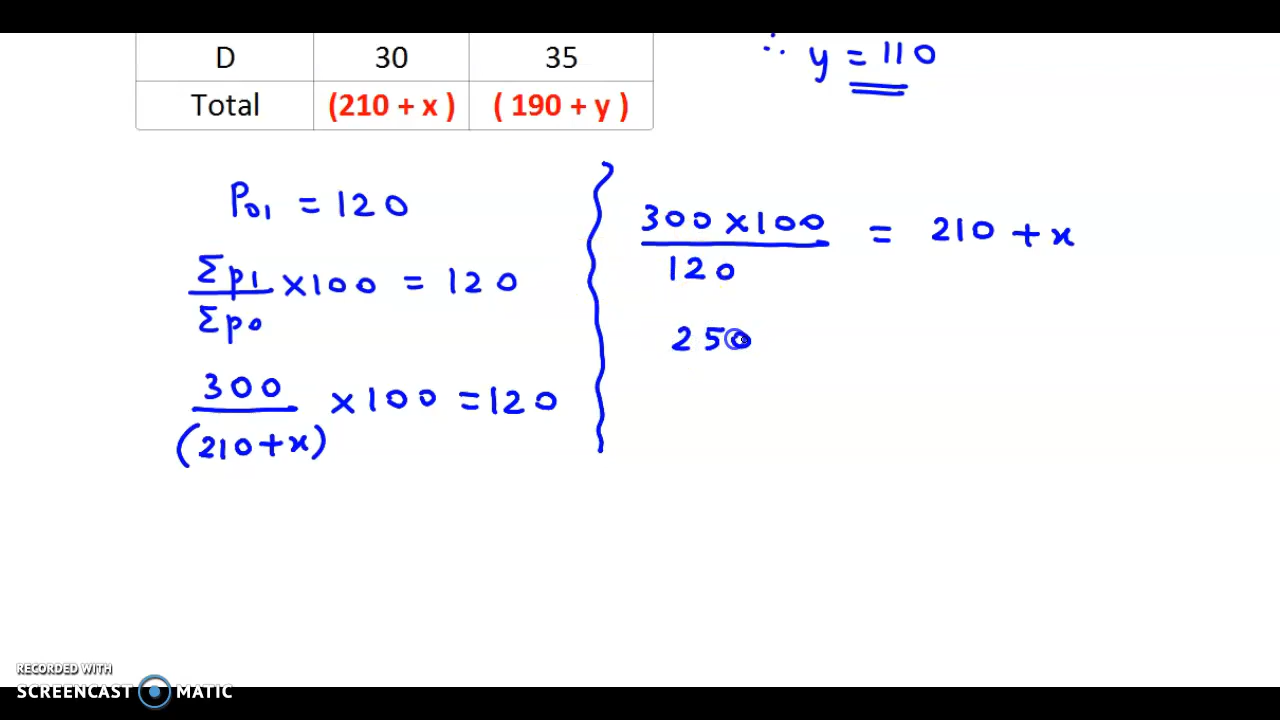 D 30 35
∴ y = 110
Total (210 + x ) ( 190 + y )
P01 = 120
Σp1
Σp0 × 100 = 120
300
(210 + x) × 100 = 120
300 × 100
120 = 210 + x
250
RECORDED WITH
SCREENCAST MATIC